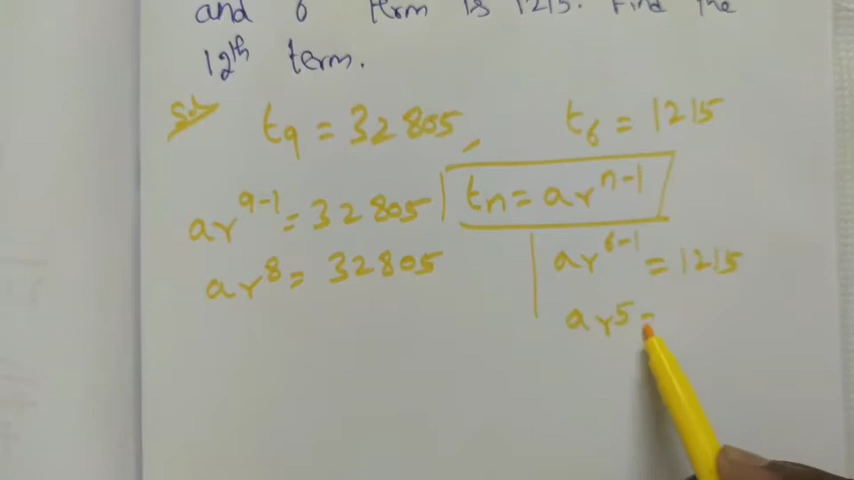 and 6 term is 1215. Find the
12th term.
Sol
t9 = 32805, t6 = 1215
tn = ar^n-1
ar^9-1 = 32805
ar^6-1 = 1215
ar^8 = 32805
ar^5 =